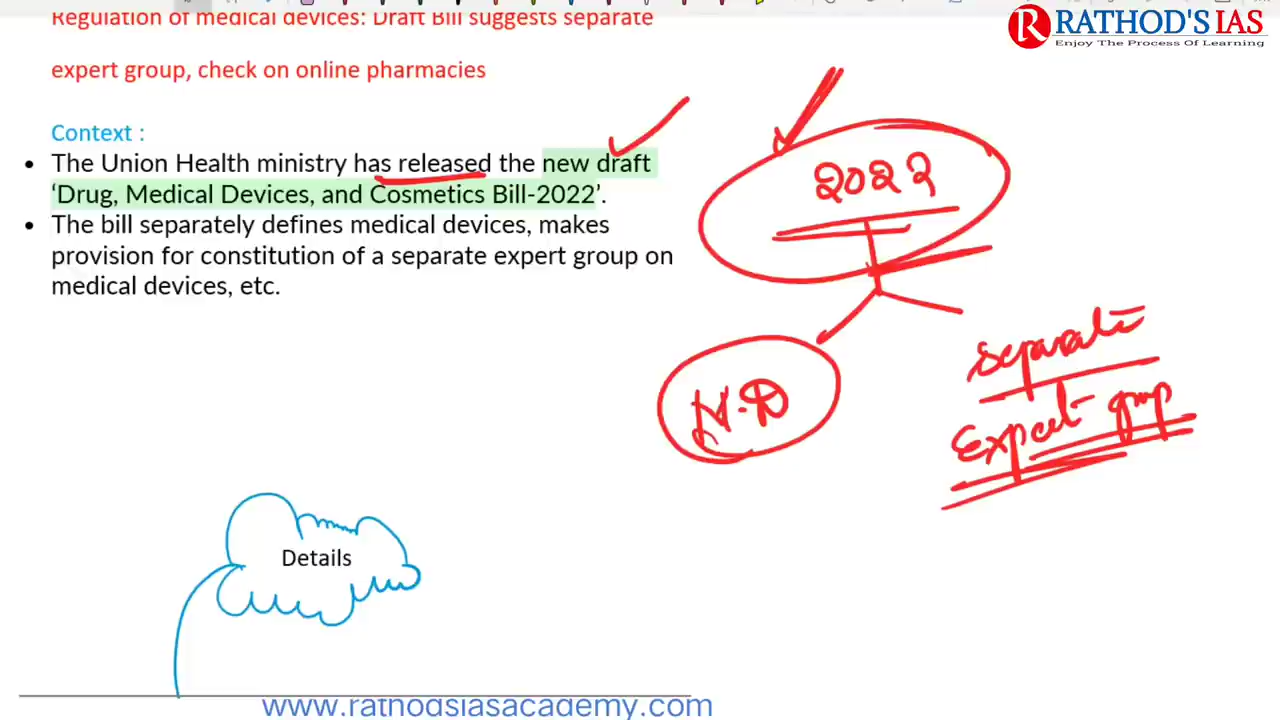 Regulation of medical devices: Draft Bill suggests separate
RATHOD'S IAS
Enjoy The Process Of Learning
expert group, check on online pharmacies
Context :
• The Union Health ministry has released the new draft
‘Drug, Medical Devices, and Cosmetics Bill-2022’.
• The bill separately defines medical devices, makes
provision for constitution of a separate expert group on
medical devices, etc.
2022
Separate
Expert group
M.D
Details
www.rathodsiasacademy.com